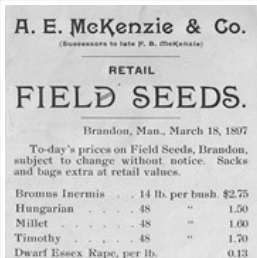 A. E. McKenzie & Co.
(Successors to late F. B. McKenzie)
RETAIL
FIELD SEEDS.
Brandon, Man., March 18, 1897
To-day's prices on Field Seeds, Brandon,
subject to change without notice. Sacks
and bags extra at retail values.
Bromus Inermis . . 14 lb. per bush. $2.75
Hungarian . . . . 48 " 1.50
Millet . . . . . 48 " 1.60
Timothy . . . . 48 " 1.70
Dwarf Essex Rape, per lb. 0.13